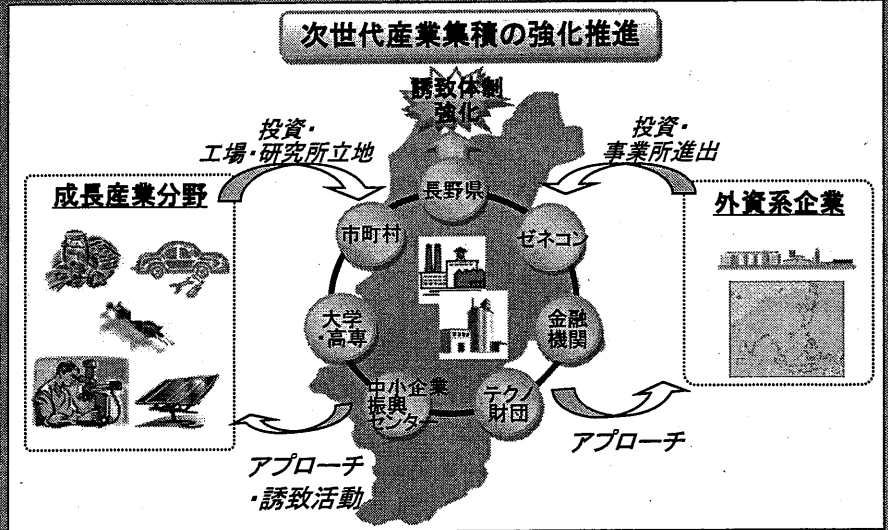 次世代産業集積の強化推進
誘致体制
強化
投資・
工場・研究所立地
投資・
事業所進出
成長産業分野
外資系企業
長野県
市町村
ゼネコン
大学
・高専
金融
機関
中小企業
振興
センター
テクノ
財団
アプローチ
・誘致活動
アプローチ